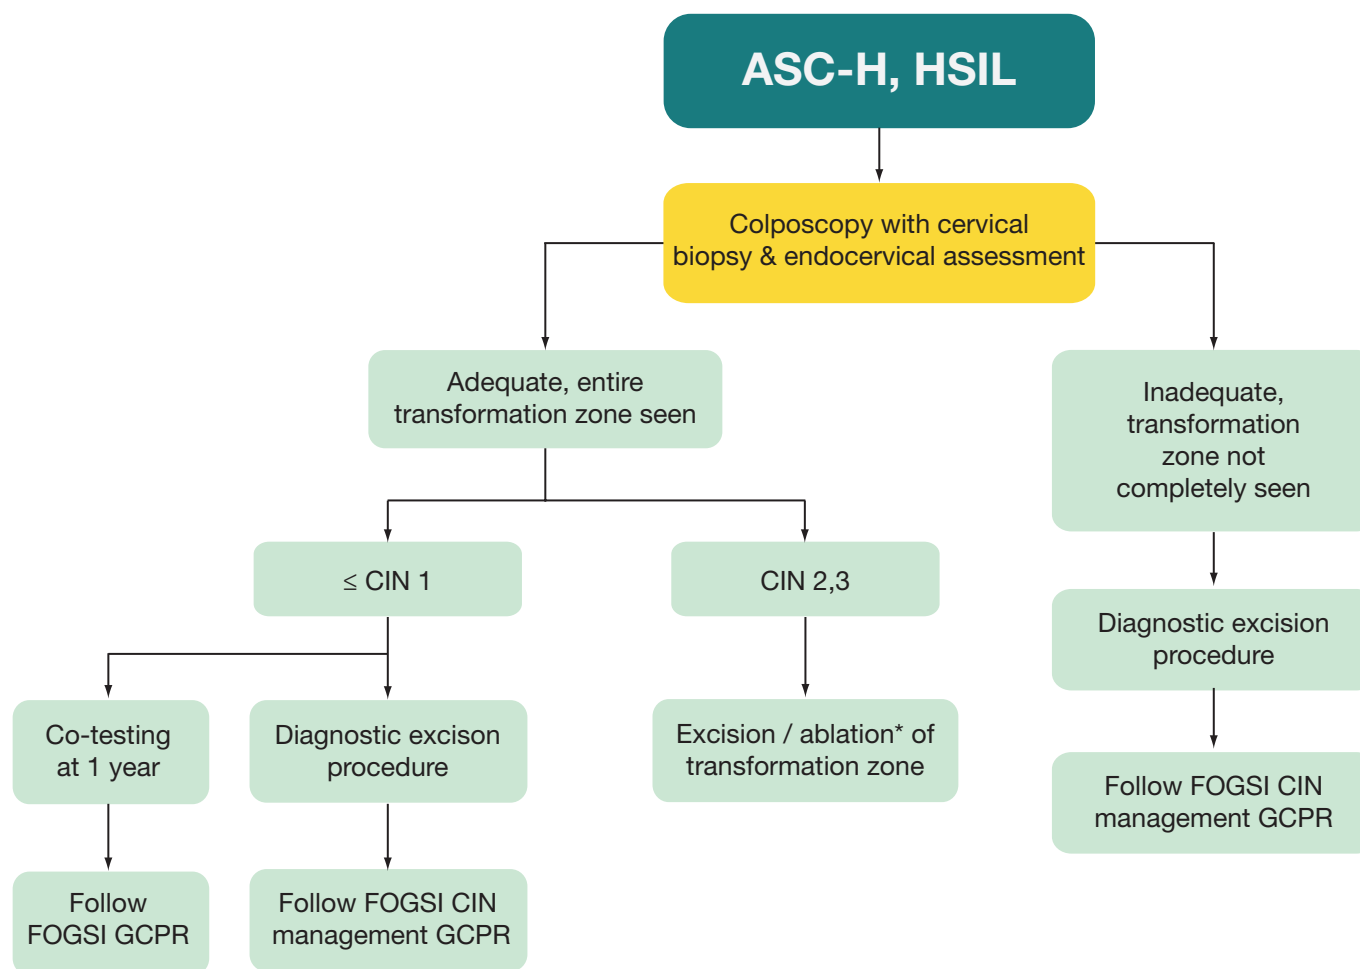 ASC-H, HSIL
Colposcopy with cervical
biopsy & endocervical assessment
Adequate, entire
transformation zone seen
Inadequate,
transformation
zone not
completely seen
≤ CIN 1
CIN 2,3
Diagnostic excision
procedure
Co-testing
at 1 year
Diagnostic excison
procedure
Excision / ablation* of
transformation zone
Follow FOGSI CIN
management GCPR
Follow
FOGSI GCPR
Follow FOGSI CIN
management GCPR